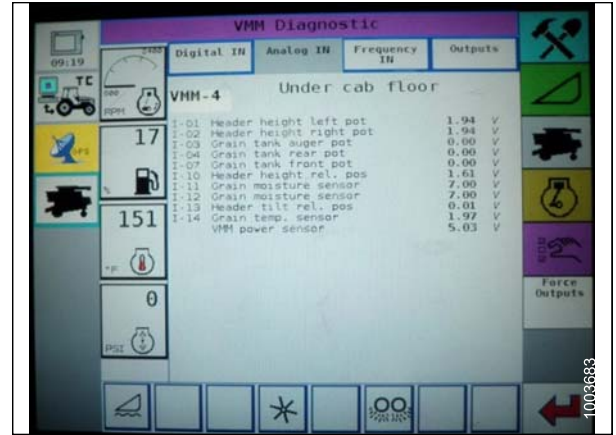 VMM Diagnostic
09:19
TC
GPS
Digital IN
Analog IN
Frequency IN
Outputs
RPM
17
151
°F
0
PSI
VMM-4
Under cab floor
I-01 Header height left pot 1.94 V
I-02 Header height right pot 1.94 V
I-03 Grain tank auger pot 0.00 V
I-04 Grain tank rear pot 0.00 V
I-07 Grain tank front pot 0.00 V
I-10 Header height rel. pos 1.61 V
I-11 Grain moisture sensor 7.00 V
I-12 Grain moisture sensor 7.00 V
I-13 Header tilt rel. pos 0.01 V
I-14 Grain temp. sensor 1.97 V
VMM power sensor 5.03 V
Force
Outputs
1003683